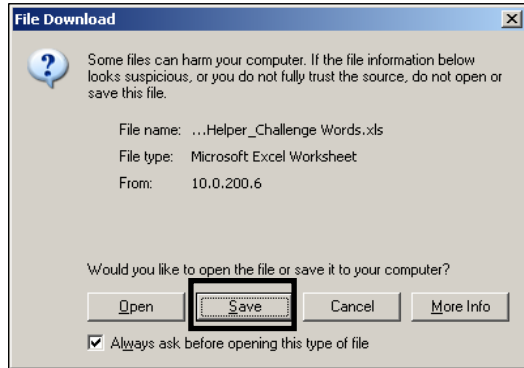 File Download
Some files can harm your computer. If the file information below
looks suspicious, or you do not fully trust the source, do not open or
save this file.
File name: ...Helper_Challenge Words.xls
File type: Microsoft Excel Worksheet
From: 10.0.200.6
Would you like to open the file or save it to your computer?
Open Save Cancel More Info
Always ask before opening this type of file